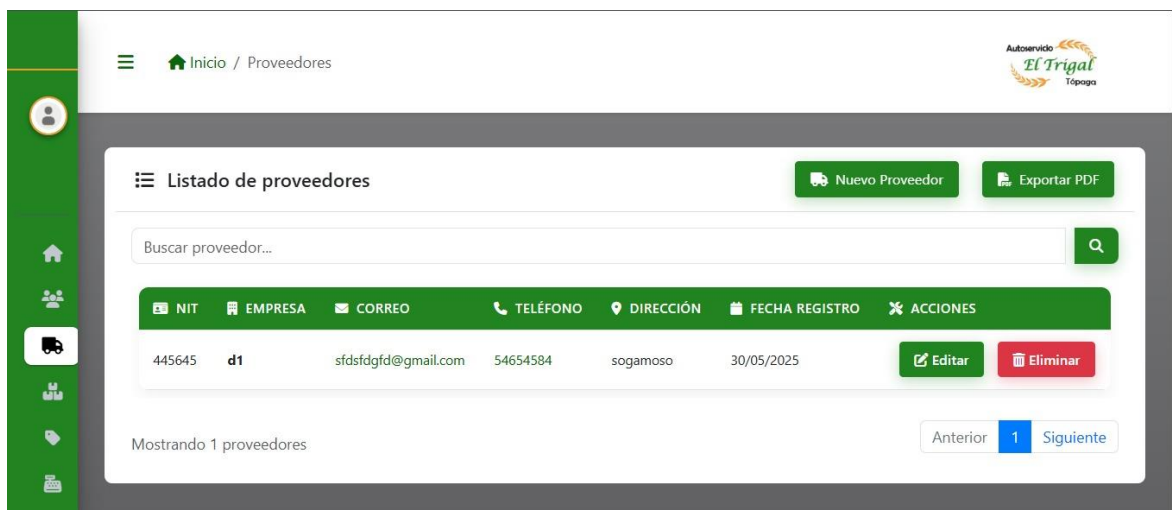 Inicio / Proveedores
Autoservicio
El Trigal
Tópaga
Listado de proveedores
Nuevo Proveedor
Exportar PDF
Buscar proveedor...
NIT EMPRESA CORREO TELÉFONO DIRECCIÓN FECHA REGISTRO ACCIONES
445645 d1 sfdsfdgfd@gmail.com 54654584 sogamoso 30/05/2025 Editar Eliminar
Mostrando 1 proveedores
Anterior 1 Siguiente